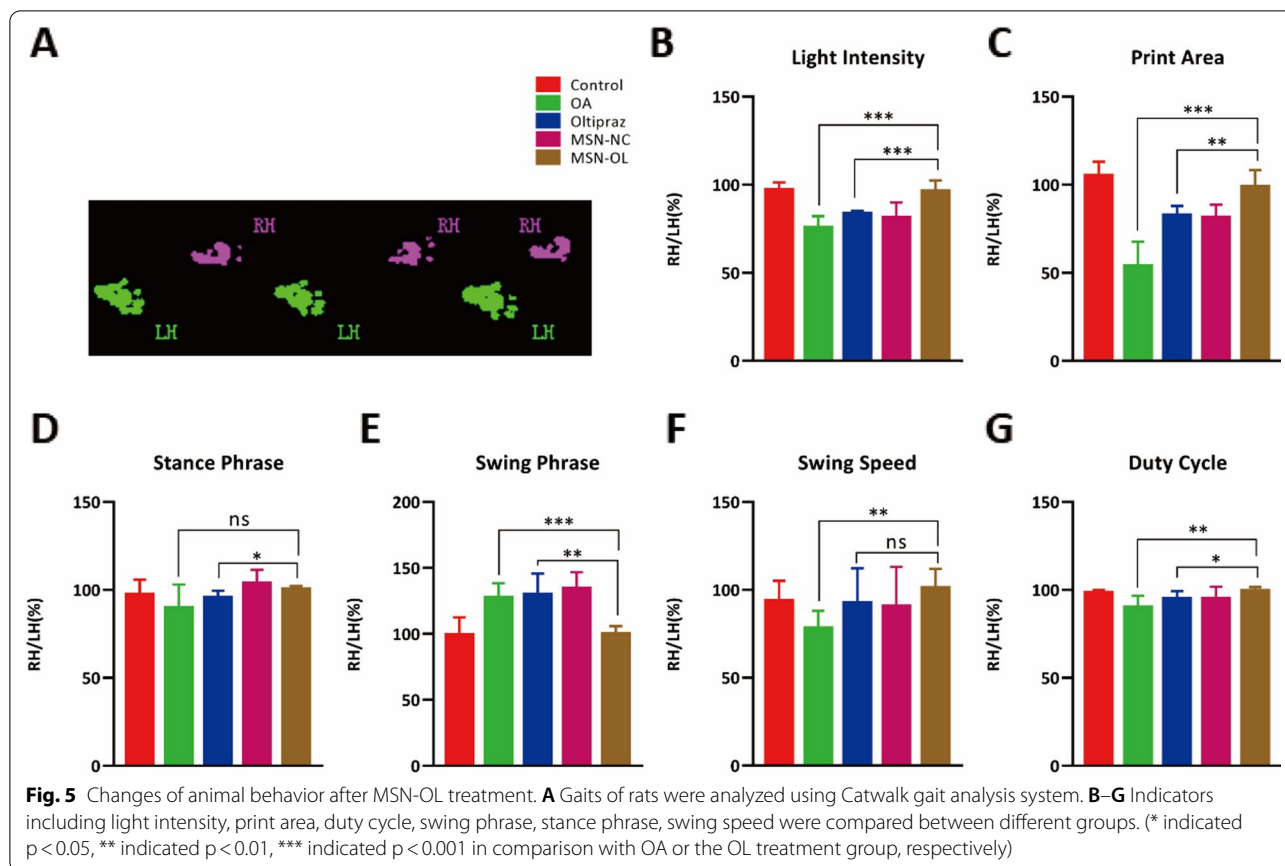 A
Control
OA
Oltipraz
MSN-NC
MSN-OL
RH
RH
RH
LH
LH
LH
B
Light Intensity
150
100
50
0
RH/LH(%)
***
***
C
Print Area
150
100
50
0
RH/LH(%)
***
**
D
Stance Phrase
150
100
50
0
RH/LH(%)
ns
*
E
Swing Phrase
200
150
100
50
0
RH/LH(%)
***
**
F
Swing Speed
150
100
50
0
RH/LH(%)
**
ns
G
Duty Cycle
150
100
50
0
RH/LH(%)
**
*
Fig. 5 Changes of animal behavior after MSN-OL treatment. A Gaits of rats were analyzed using Catwalk gait analysis system. B–G Indicators
including light intensity, print area, duty cycle, swing phrase, stance phrase, swing speed were compared between different groups. (* indicated
p < 0.05, ** indicated p < 0.01, *** indicated p < 0.001 in comparison with OA or the OL treatment group, respectively)